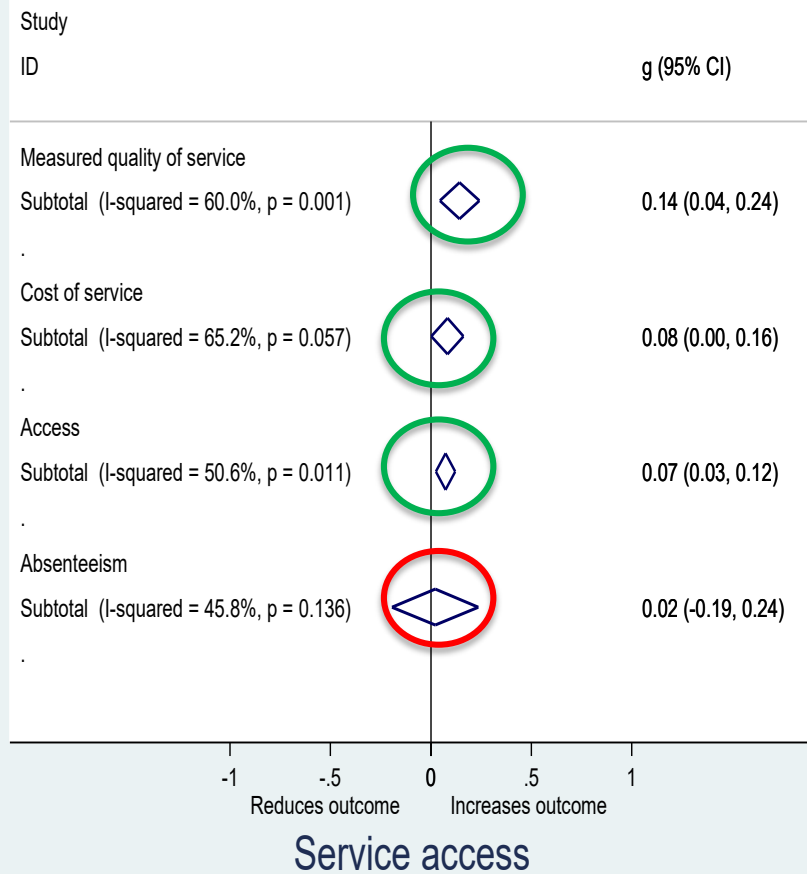 Study
ID g (95% CI)
Measured quality of service
Subtotal (I-squared = 60.0%, p = 0.001) 0.14 (0.04, 0.24)
.
Cost of service
Subtotal (I-squared = 65.2%, p = 0.057) 0.08 (0.00, 0.16)
.
Access
Subtotal (I-squared = 50.6%, p = 0.011) 0.07 (0.03, 0.12)
.
Absenteeism
Subtotal (I-squared = 45.8%, p = 0.136) 0.02 (-0.19, 0.24)
.
-1 -.5 0 .5 1
Reduces outcome Increases outcome
Service access